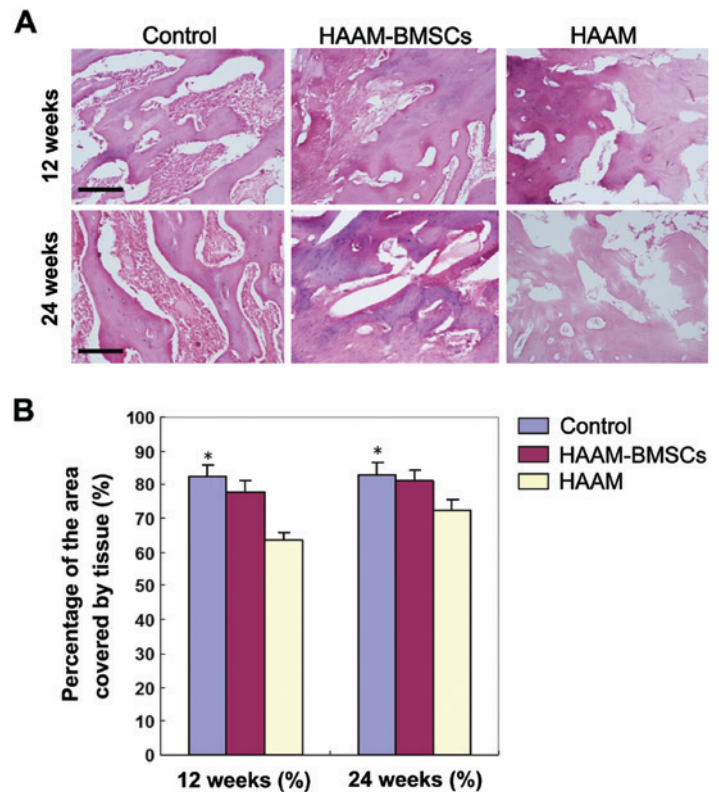 A
Control
HAAM-BMSCs
HAAM
12 weeks
24 weeks
B
Percentage of the area
covered by tissue (%)
100
90
80
70
60
50
40
30
20
10
0
*
*
12 weeks (%)
24 weeks (%)
Control
HAAM-BMSCs
HAAM